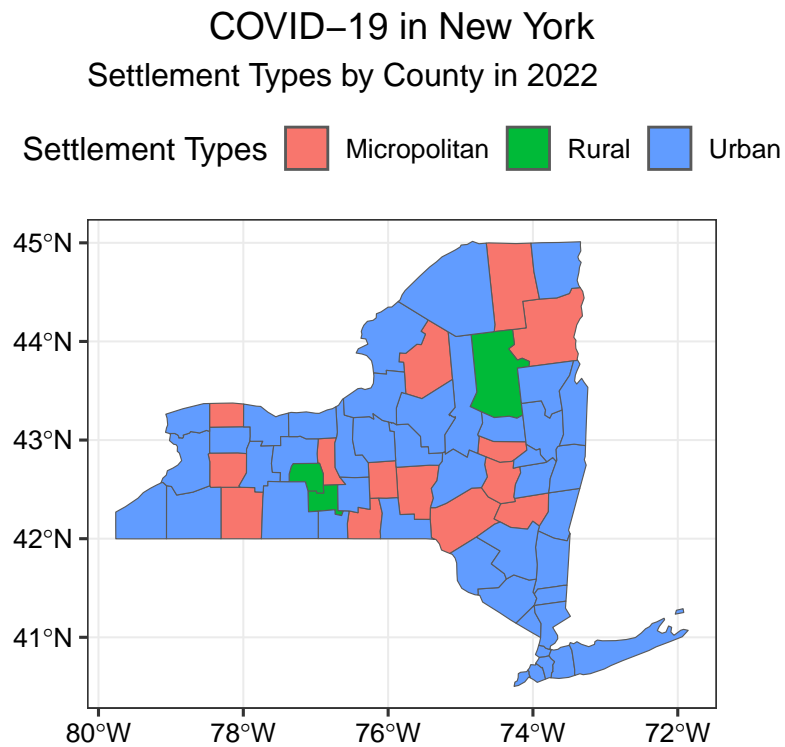 COVID−19 in New York
Settlement Types by County in 2022
Settlement Types Micropolitan Rural Urban
45°N
44°N
43°N
42°N
41°N
80°W 78°W 76°W 74°W 72°W